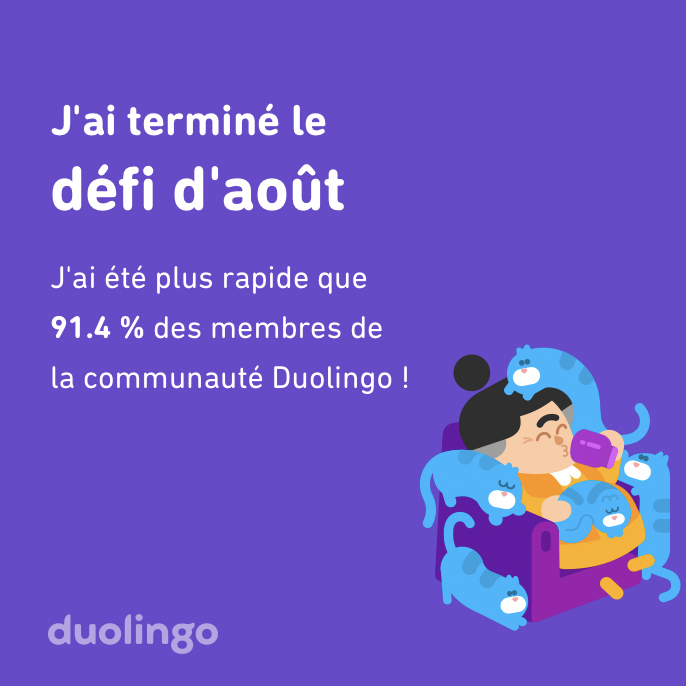 J'ai terminé le
défi d'août
J'ai été plus rapide que
91.4 % des membres de
la communauté Duolingo !
duolingo